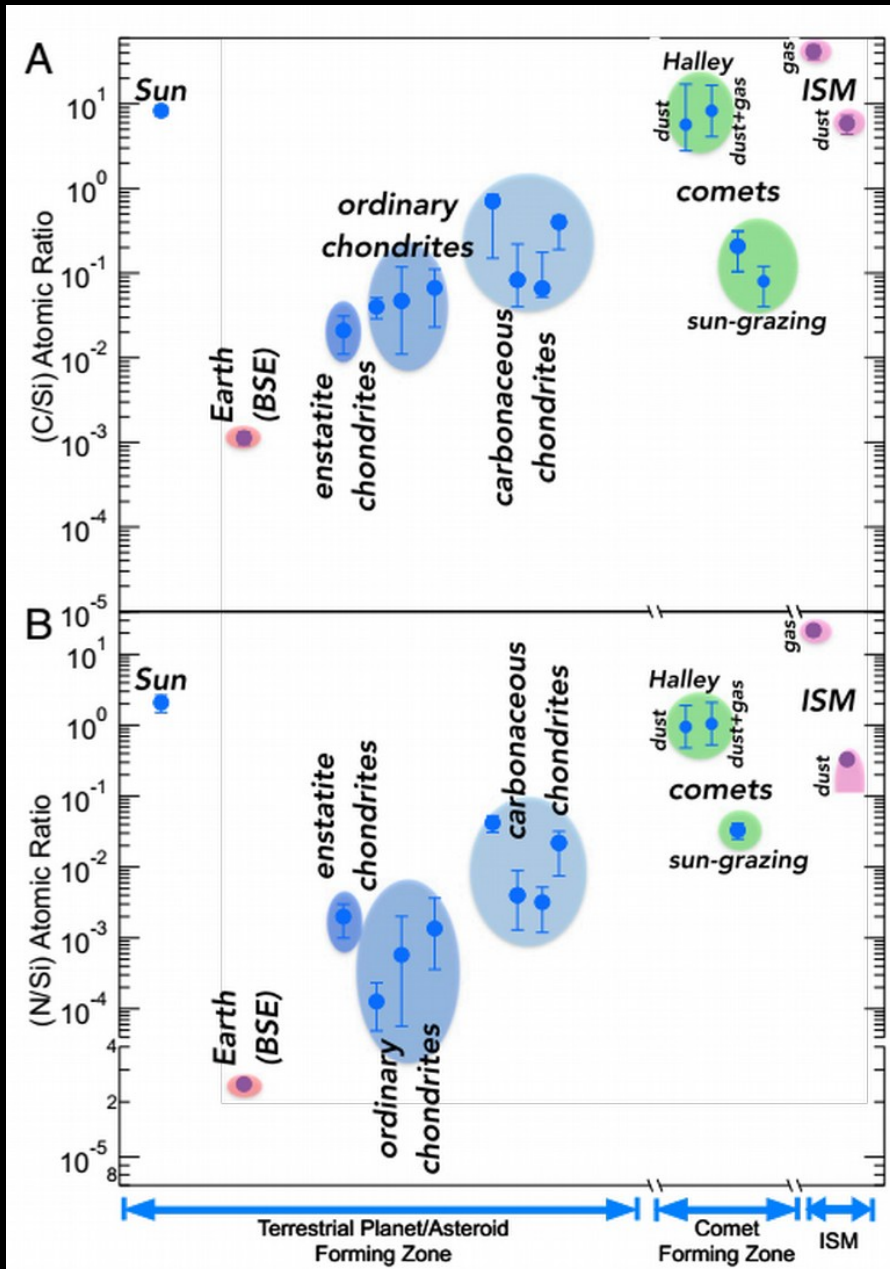 A
Sun
Halley
dust
dust+gas
gas
ISM
dust
comets
sun-grazing
ordinary
chondrites
carbonaceous
chondrites
enstatite
chondrites
Earth
(BSE)
(C/Si) Atomic Ratio
10^1
10^0
10^-1
10^-2
10^-3
10^-4
10^-5
B
Sun
Halley
dust
dust+gas
gas
ISM
dust
comets
sun-grazing
carbonaceous
chondrites
enstatite
chondrites
ordinary
chondrites
Earth
(BSE)
(N/Si) Atomic Ratio
10^1
10^0
10^-1
10^-2
10^-3
10^-4
4
2
10^-5
8
Terrestrial Planet/Asteroid
Forming Zone
Comet
Forming Zone
ISM